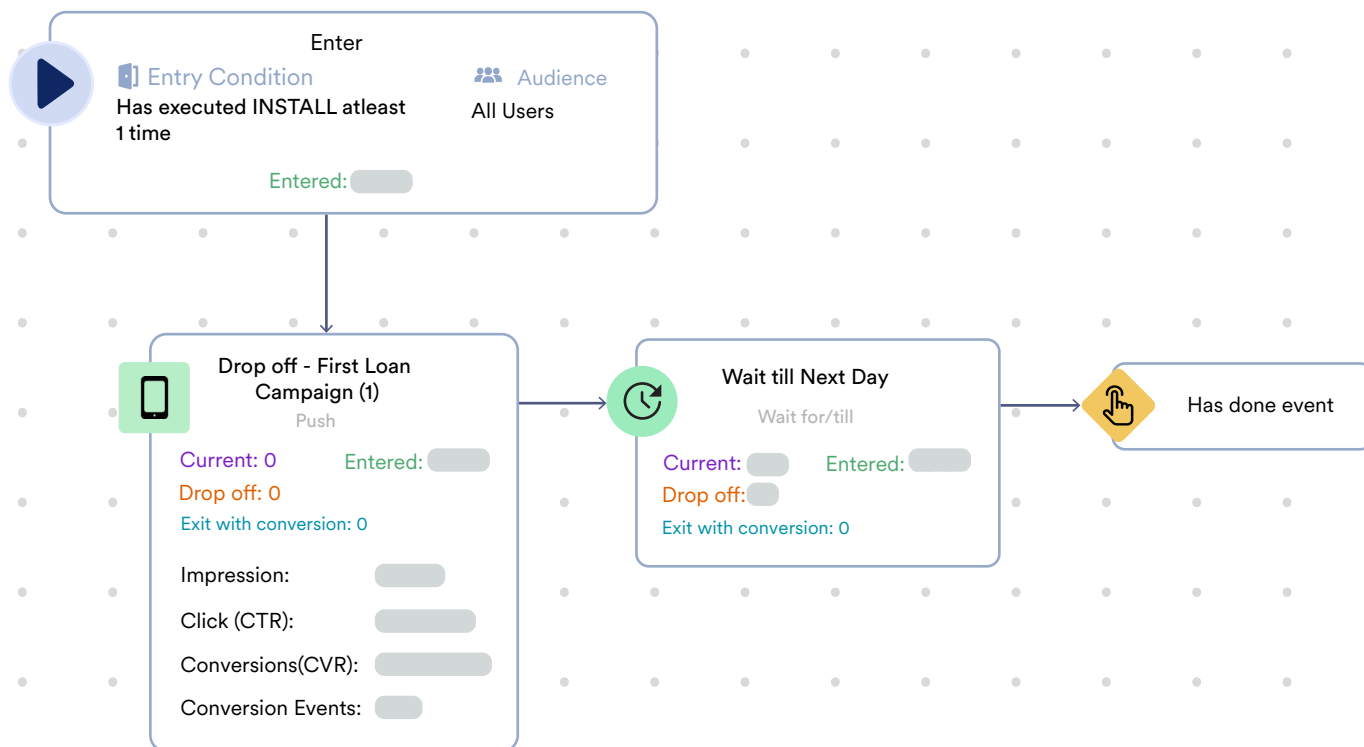 Enter
Entry Condition
Audience
Has executed INSTALL atleast
1 time
All Users
Entered:
Drop off - First Loan
Campaign (1)
Push
Current: 0
Entered:
Drop off: 0
Exit with conversion: 0
Impression:
Click (CTR):
Conversions(CVR):
Conversion Events:
Wait till Next Day
Wait for/till
Current:
Entered:
Drop off:
Exit with conversion: 0
Has done event